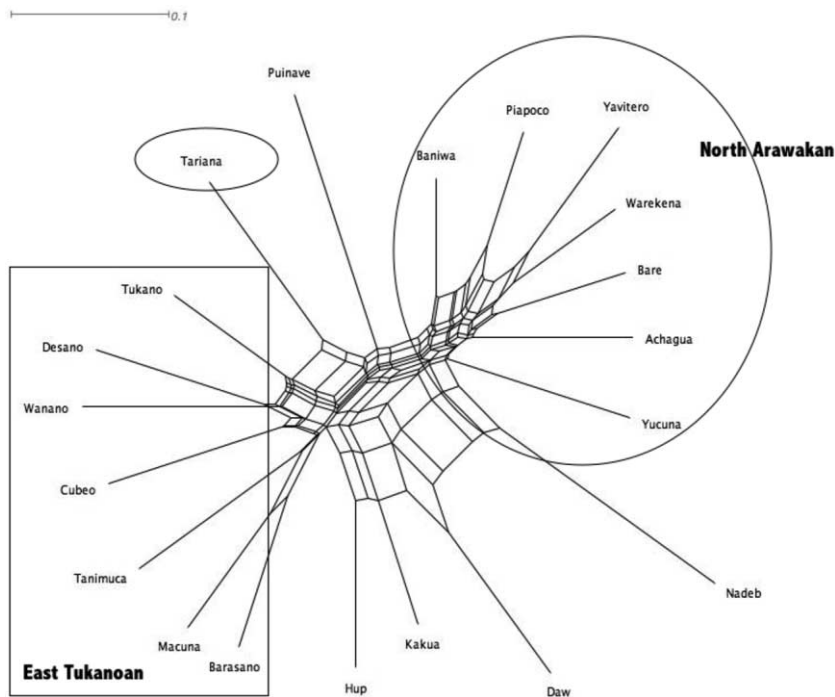 0.1
Puinave
Piapoco
Yavitero
North Arawakan
Baniwa
Tariana
Warekena
Bare
Tukano
Achagua
Desano
Wanano
Yucuna
Cubeo
Tanimuca
Nadeb
Macuna
Kakua
Barasano
East Tukanoan
Hup
Daw